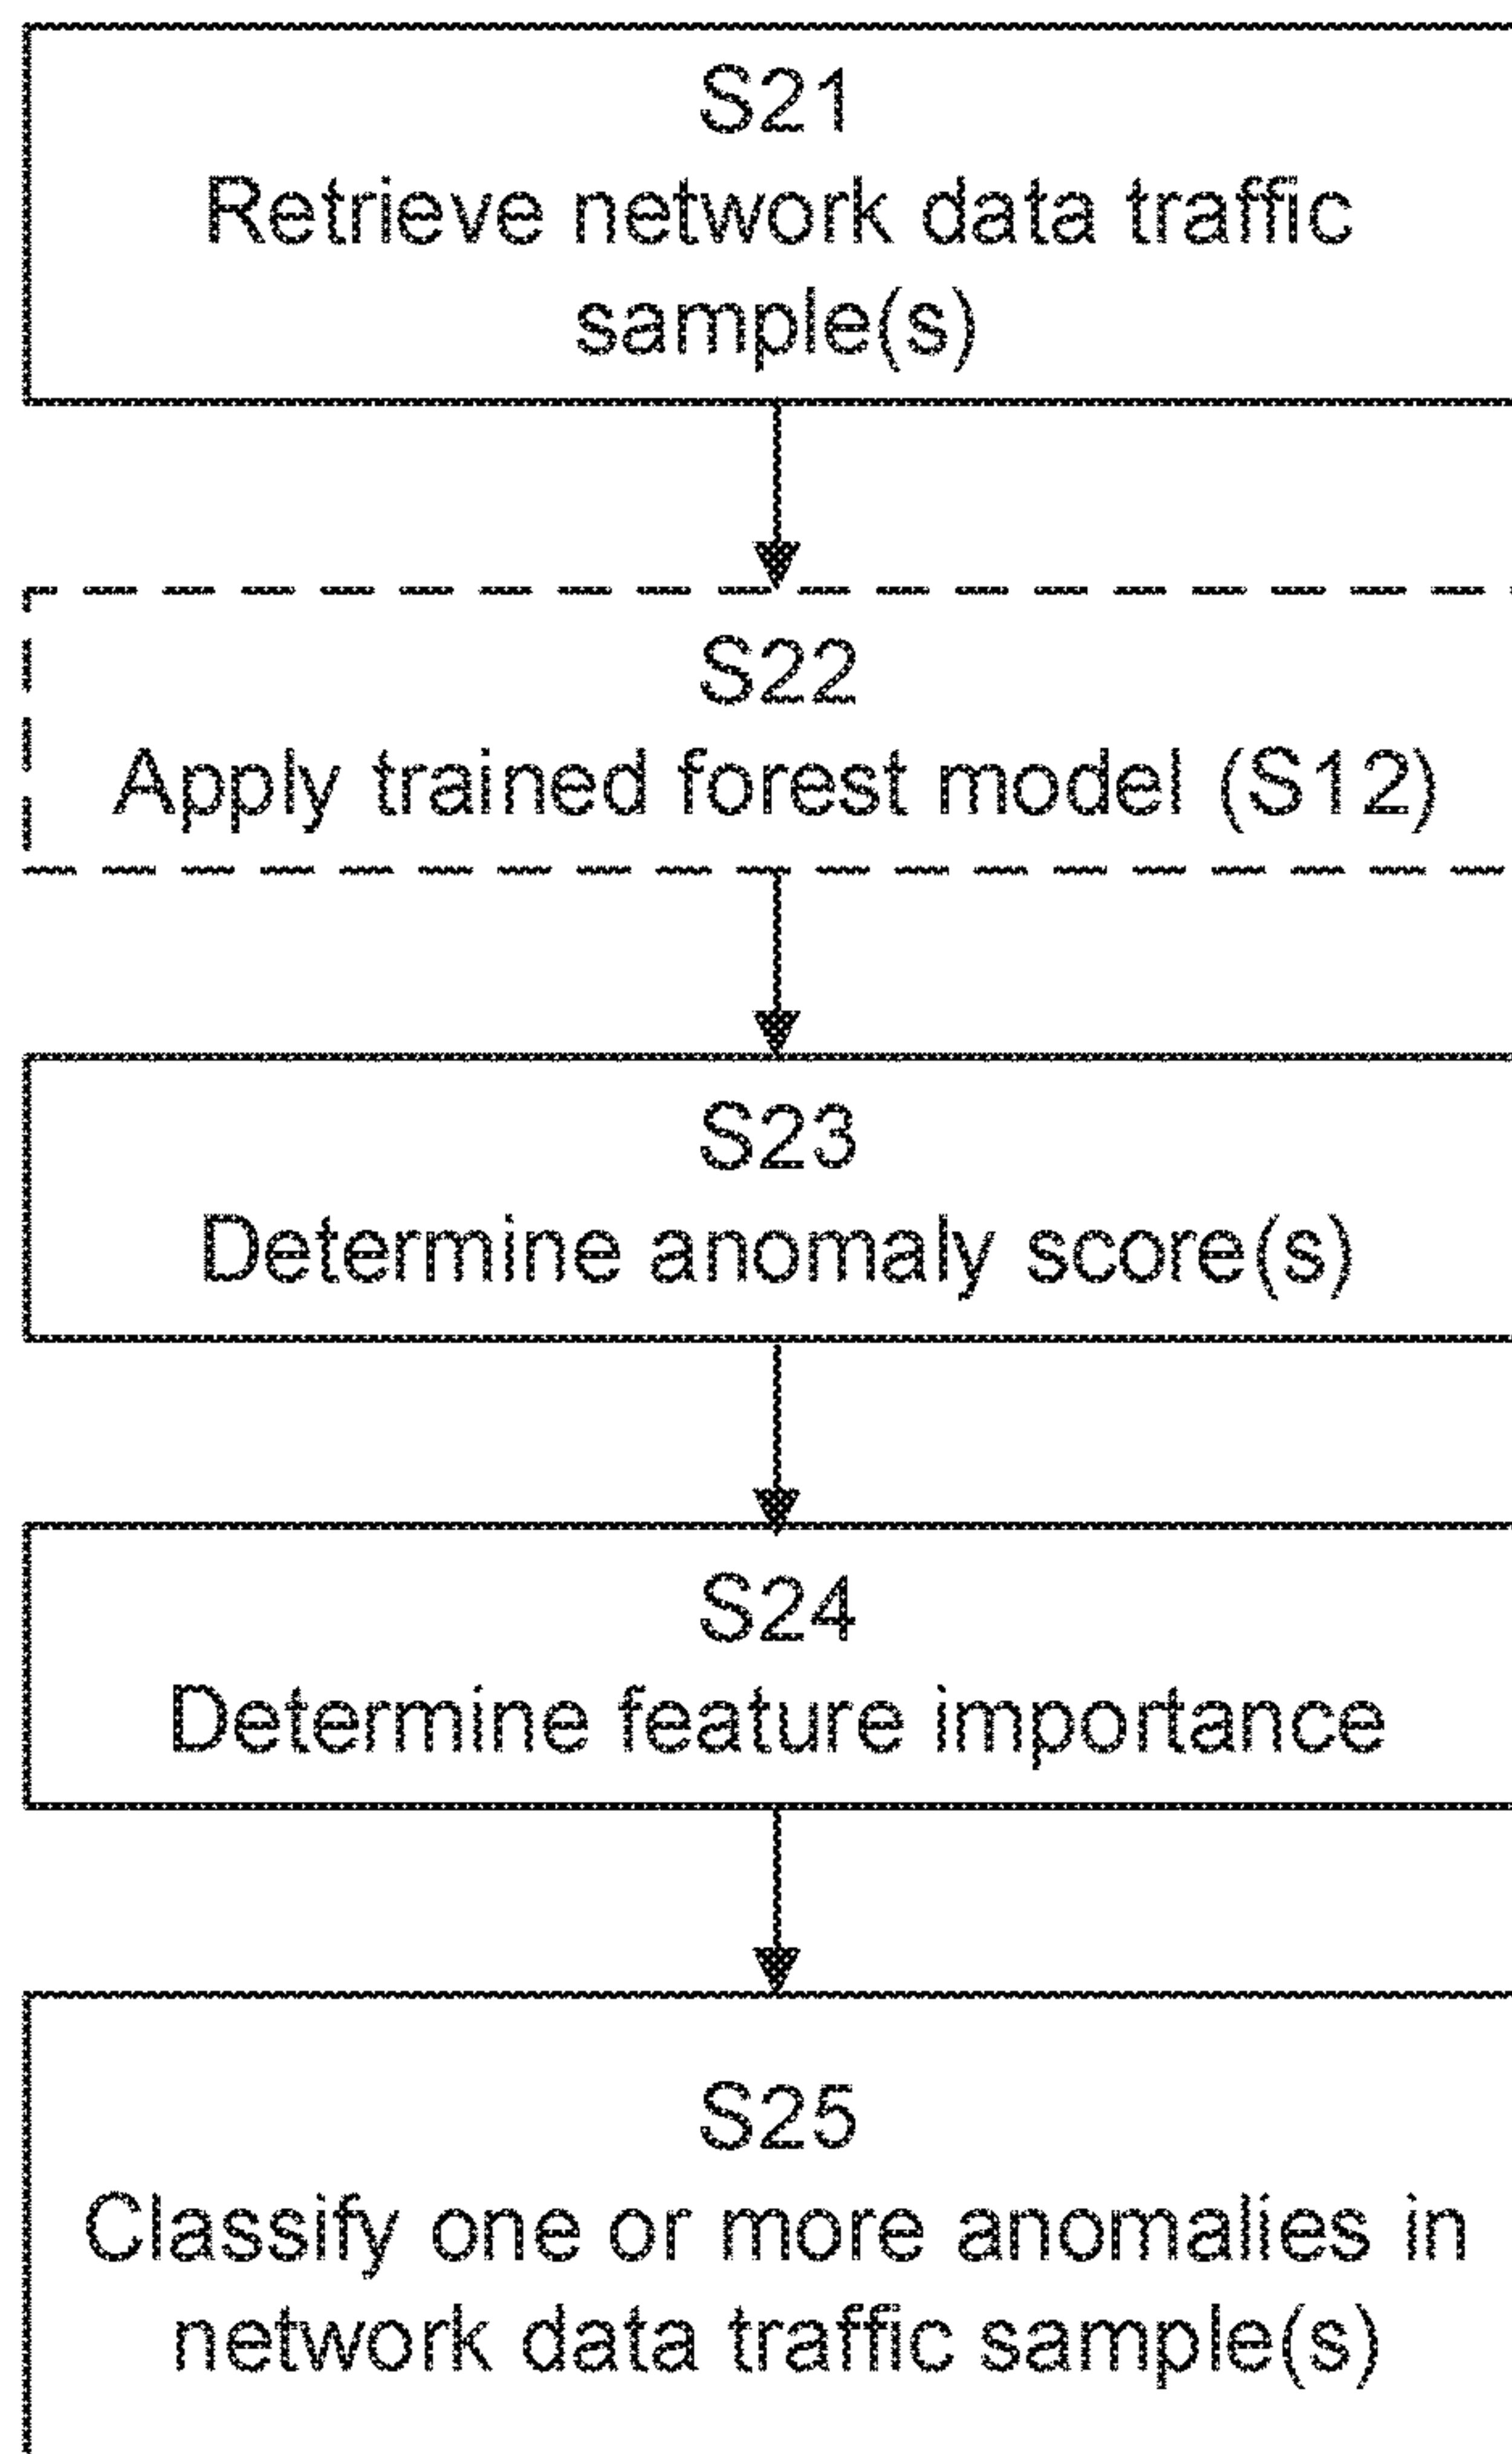 S21
Retrieve network data traffic
sample(s)
S22
Apply trained forest model (S12)
S23
Determine anomaly score(s)
S24
Determine feature importance
S25
Classify one or more anomalies in
network data traffic sample(s)